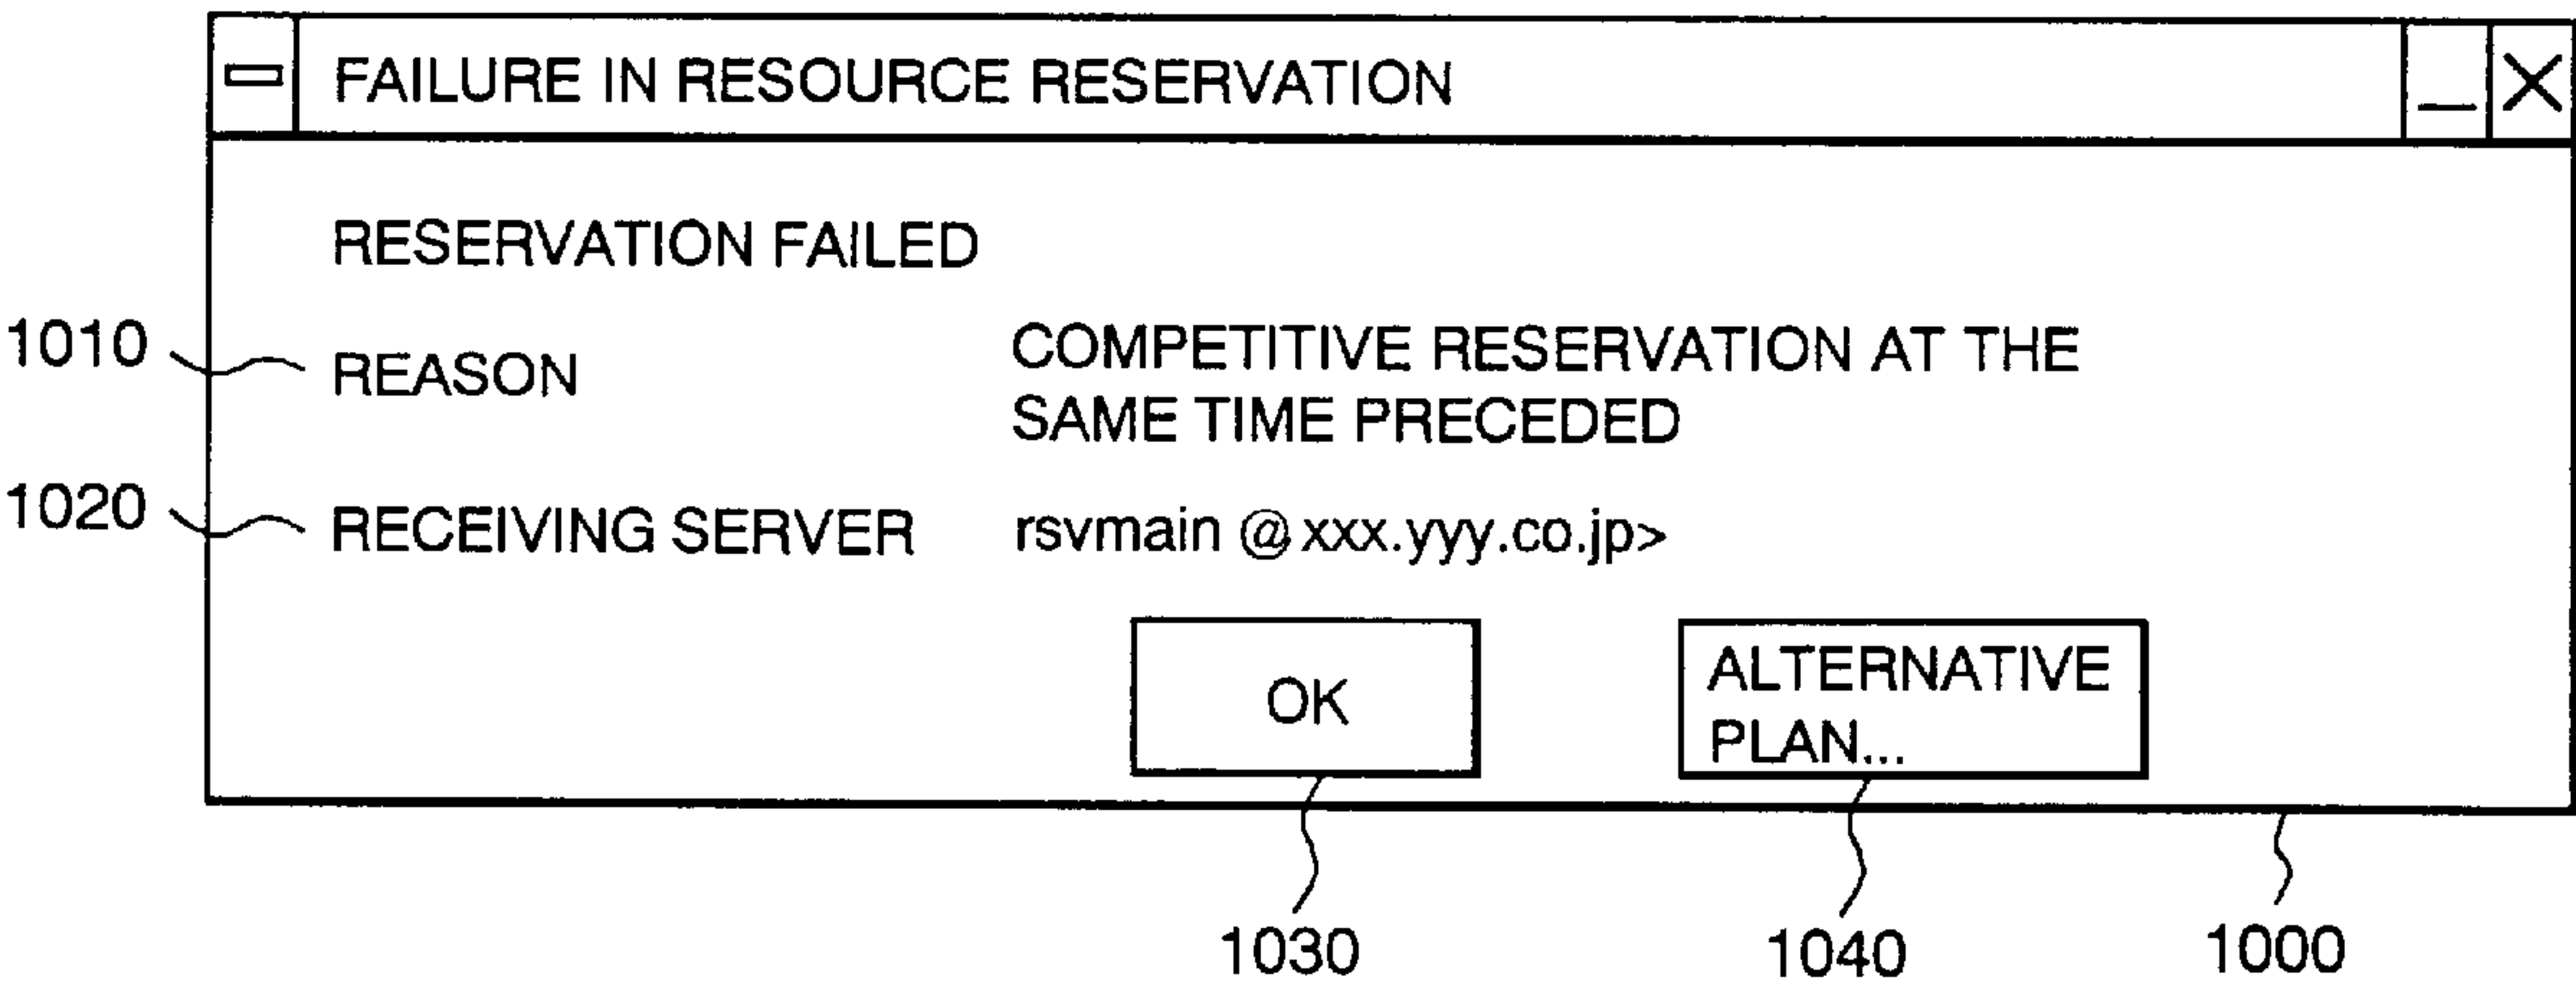 FAILURE IN RESOURCE RESERVATION
RESERVATION FAILED
1010
REASON
COMPETITIVE RESERVATION AT THE
SAME TIME PRECEDED
1020
RECEIVING SERVER
rsvmain @ xxx.yyy.co.jp>
OK
ALTERNATIVE
PLAN...
1030
1040
1000